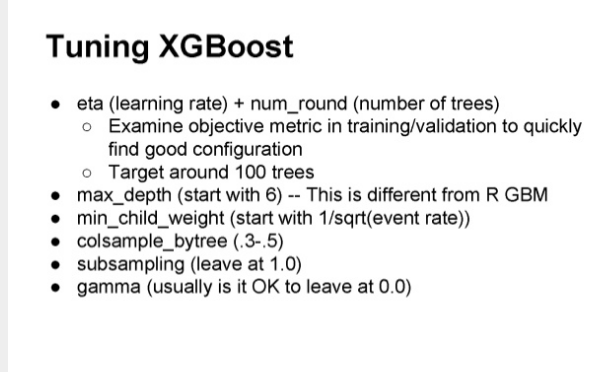 Tuning XGBoost
● eta (learning rate) + num_round (number of trees)
○ Examine objective metric in training/validation to quickly
find good configuration
○ Target around 100 trees
● max_depth (start with 6) -- This is different from R GBM
● min_child_weight (start with 1/sqrt(event rate))
● colsample_bytree (.3-.5)
● subsampling (leave at 1.0)
● gamma (usually is it OK to leave at 0.0)